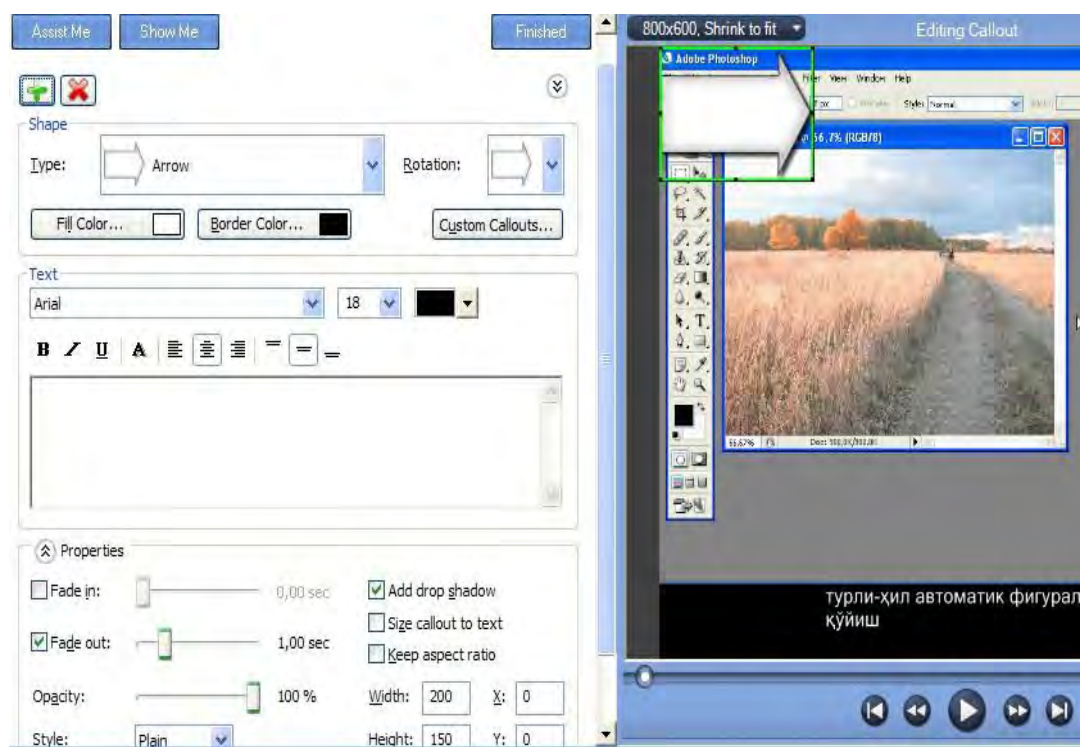 Assist Me Show Me Finished
Shape
Type: Arrow Rotation:
Fill Color... Border Color... Custom Callouts...
Text
Arial 18
B I U A
Properties
Fade in: 0,00 sec Add drop shadow
Size callout to text
Fade out: 1,00 sec
Keep aspect ratio
Opacity: 100 % Width: 200 X: 0
Style: Plain Height: 150 Y: 0
800x600, Shrink to fit Editing Callout
Adobe Photoshop
View Window Help
px Style: Normal
66,7% (RGB/8)
66,67%
турли-ҳил автоматик фигурал
қўйиш